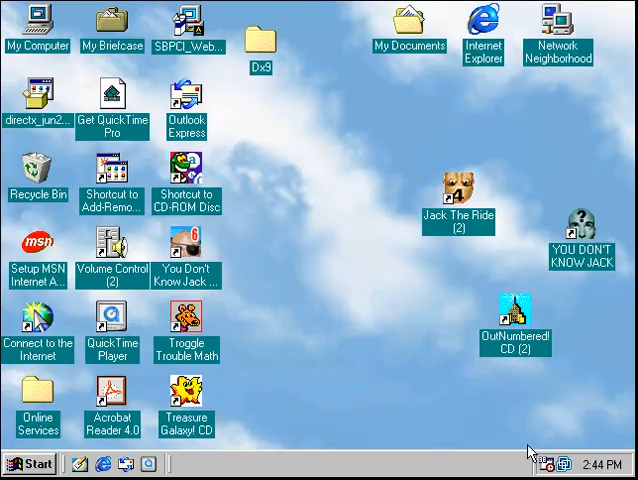 My Computer
My Briefcase
SBPCI_Web...
Dx9
My Documents
Internet
Explorer
Network
Neighborhood
directx_jun2...
Get QuickTime
Pro
Outlook
Express
Recycle Bin
Shortcut to
Add-Remo...
Shortcut to
CD-ROM Disc
4
Jack The Ride
(2)
?
YOU DON'T
KNOW JACK
msn
Setup MSN
Internet A...
Volume Control
(2)
6
You Don't
Know Jack ...
OutNumbered!
CD (2)
Connect to the
Internet
QuickTime
Player
Troggle
Trouble Math
Online
Services
Acrobat
Reader 4.0
Treasure
Galaxy! CD
Start
2:44 PM